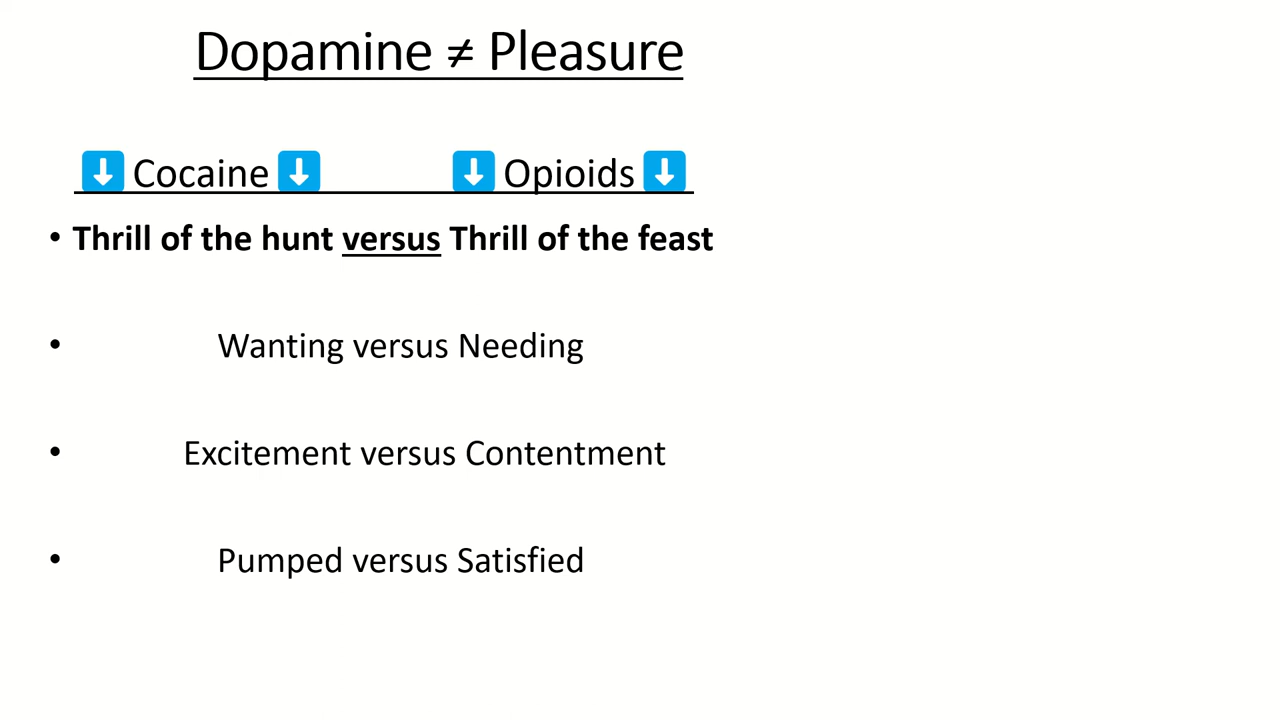 Dopamine ≠ Pleasure
⬇️ Cocaine ⬇️ ⬇️ Opioids ⬇️
• Thrill of the hunt versus Thrill of the feast
• Wanting versus Needing
• Excitement versus Contentment
• Pumped versus Satisfied